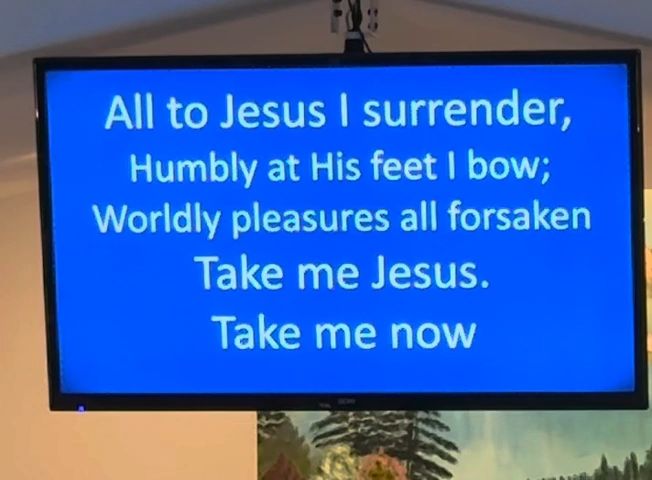 All to Jesus I surrender,
Humbly at His feet I bow;
Worldly pleasures all forsaken
Take me Jesus.
Take me now